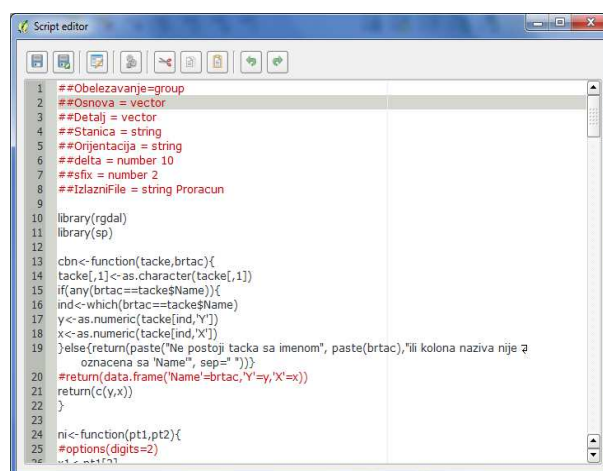 Script editor
1 ##Obelezavanje=group
2 ##Osnova = vector
3 ##Detalj = vector
4 ##Stanica = string
5 ##Orijentacija = string
6 ##delta = number 10
7 ##sfix = number 2
8 ##IzlazniFile = string Proracun
9
10 library(rgdal)
11 library(sp)
12
13 cbn<-function(tacke,brtac){
14 tacke[,1]<-as.character(tacke[,1])
15 if(any(brtac==tacke$Name)){
16 ind<-which(brtac==tacke$Name)
17 y<-as.numeric(tacke[ind,'Y'])
18 x<-as.numeric(tacke[ind,'X'])
19 }else{return(paste("Ne postoji tacka sa imenom", paste(brtac),"ili kolona naziva nije
oznacena sa 'Name'", sep=" "))}
20 #return(data.frame('Name'=brtac,'Y'=y,'X'=x))
21 return(c(y,x))
22 }
23
24 ni<-function(pt1,pt2){
25 #options(digits=2)
26 x1<-pt1[2]